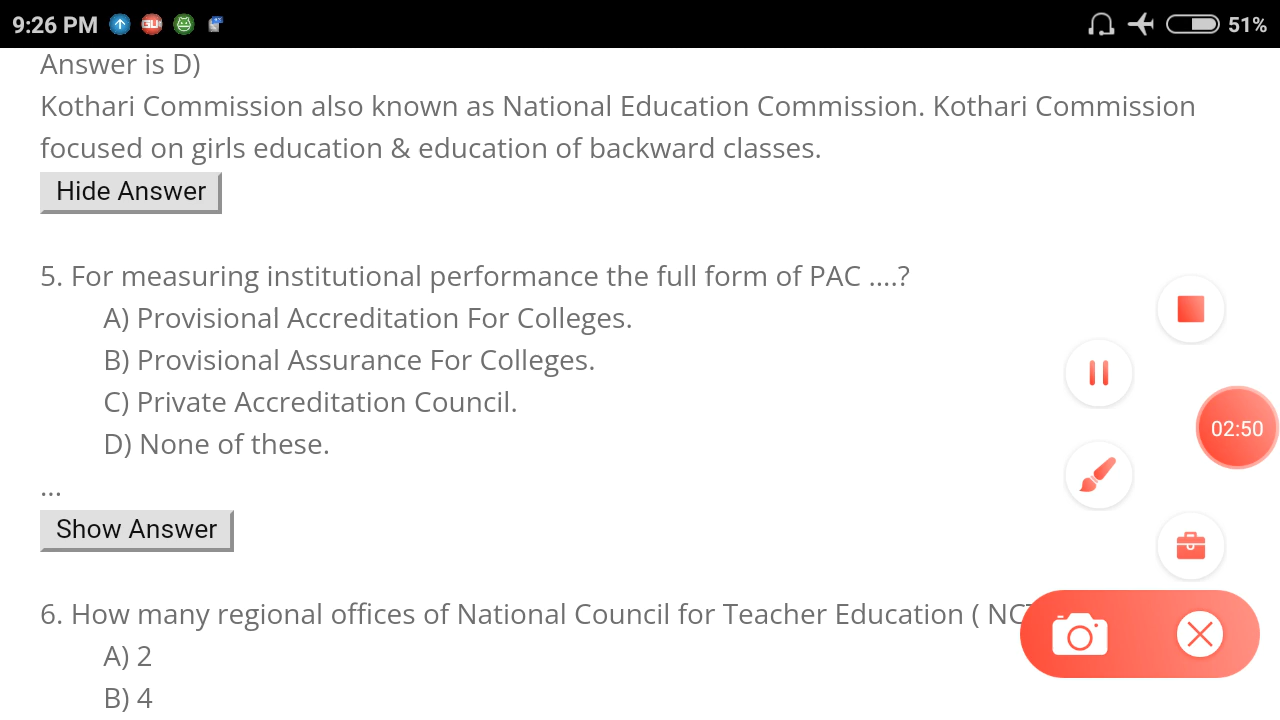 9:26 PM
51%
Answer is D)
Kothari Commission also known as National Education Commission. Kothari Commission
focused on girls education & education of backward classes.
Hide Answer
5. For measuring institutional performance the full form of PAC ....?
A) Provisional Accreditation For Colleges.
B) Provisional Assurance For Colleges.
C) Private Accreditation Council.
D) None of these.
...
Show Answer
02:50
6. How many regional offices of National Council for Teacher Education (
A) 2
B) 4